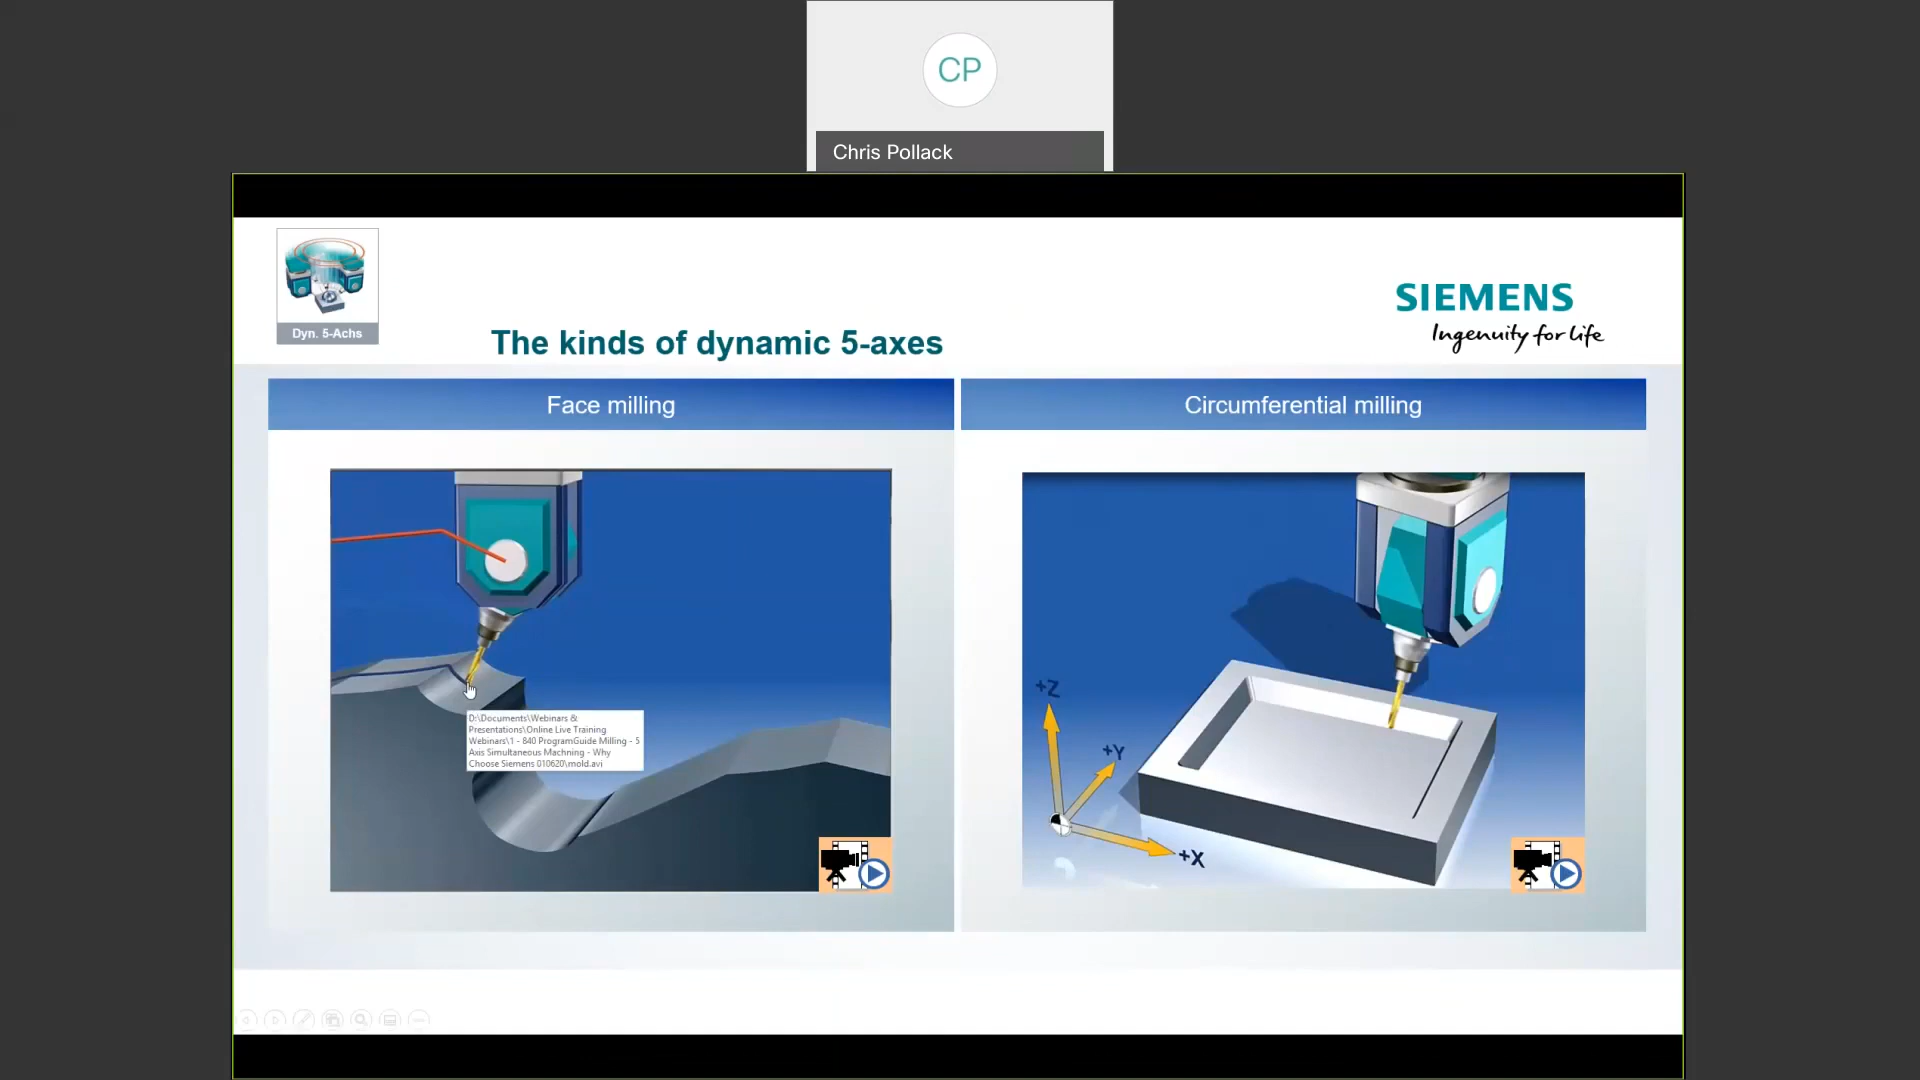 CP
Chris Pollack
Dyn. 5-Achs
The kinds of dynamic 5-axes
SIEMENS
Ingenuity for life
Face milling
Circumferential milling
D:\Documents\Webinars &
Presentations\Online Live Training
Webinars\1 - 840 ProgramGuide Milling - 5
Axis Simultaneous Machning - Why
Choose Siemens 010620\mold.avi
+Z
+Y
+X